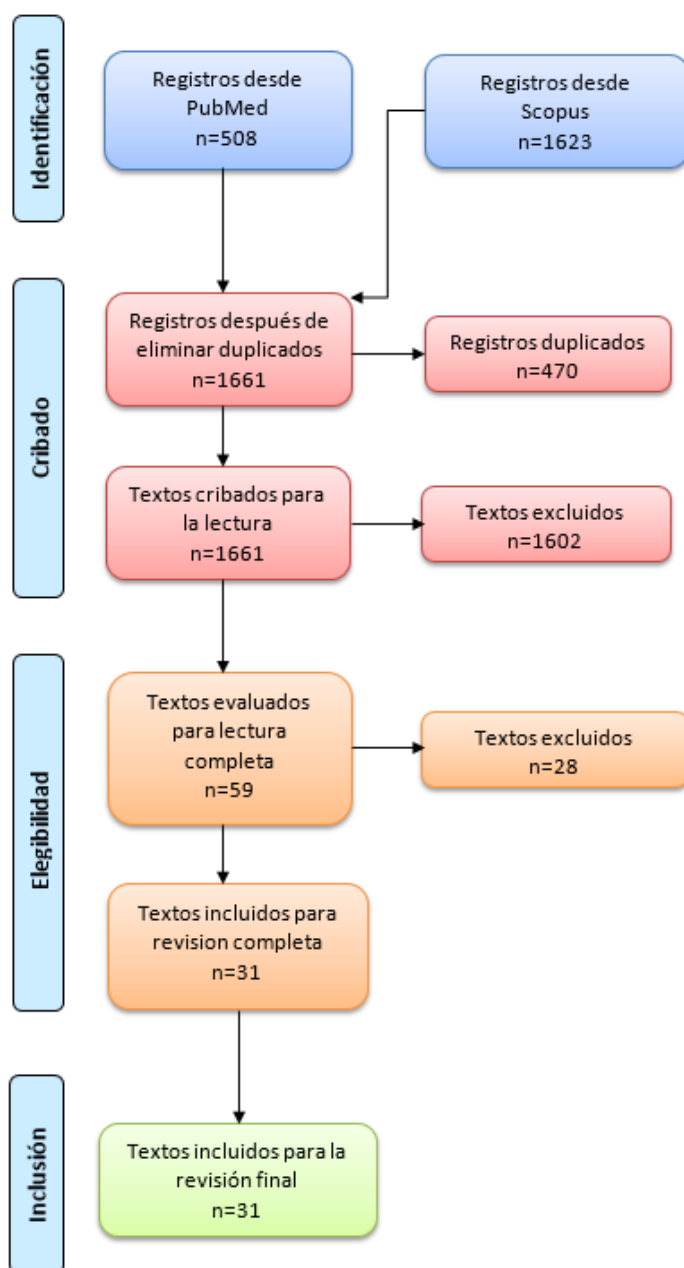 Identificación
Registros desde
PubMed
n=508
Registros desde
Scopus
n=1623
Cribado
Registros después de
eliminar duplicados
n=1661
Registros duplicados
n=470
Textos cribados para
la lectura
n=1661
Textos excluidos
n=1602
Elegibilidad
Textos evaluados
para lectura
completa
n=59
Textos excluidos
n=28
Textos incluidos para
revision completa
n=31
Inclusión
Textos incluidos para la
revisión final
n=31